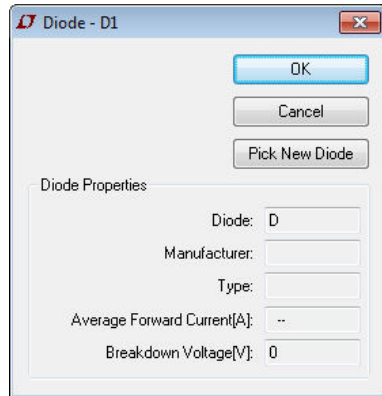 Diode - D1
OK
Cancel
Pick New Diode
Diode Properties
Diode: D
Manufacturer:
Type:
Average Forward Current[A]: --
Breakdown Voltage[V]: 0